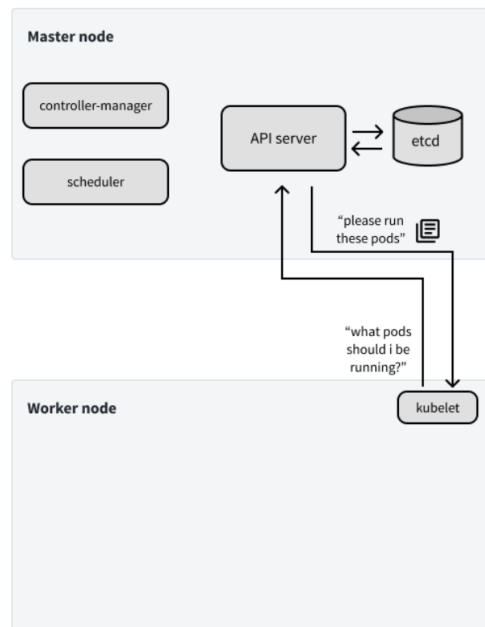 Master node
controller-manager
scheduler
API server
etcd
“please run
these pods”
“what pods
should i be
running?”
Worker node
kubelet